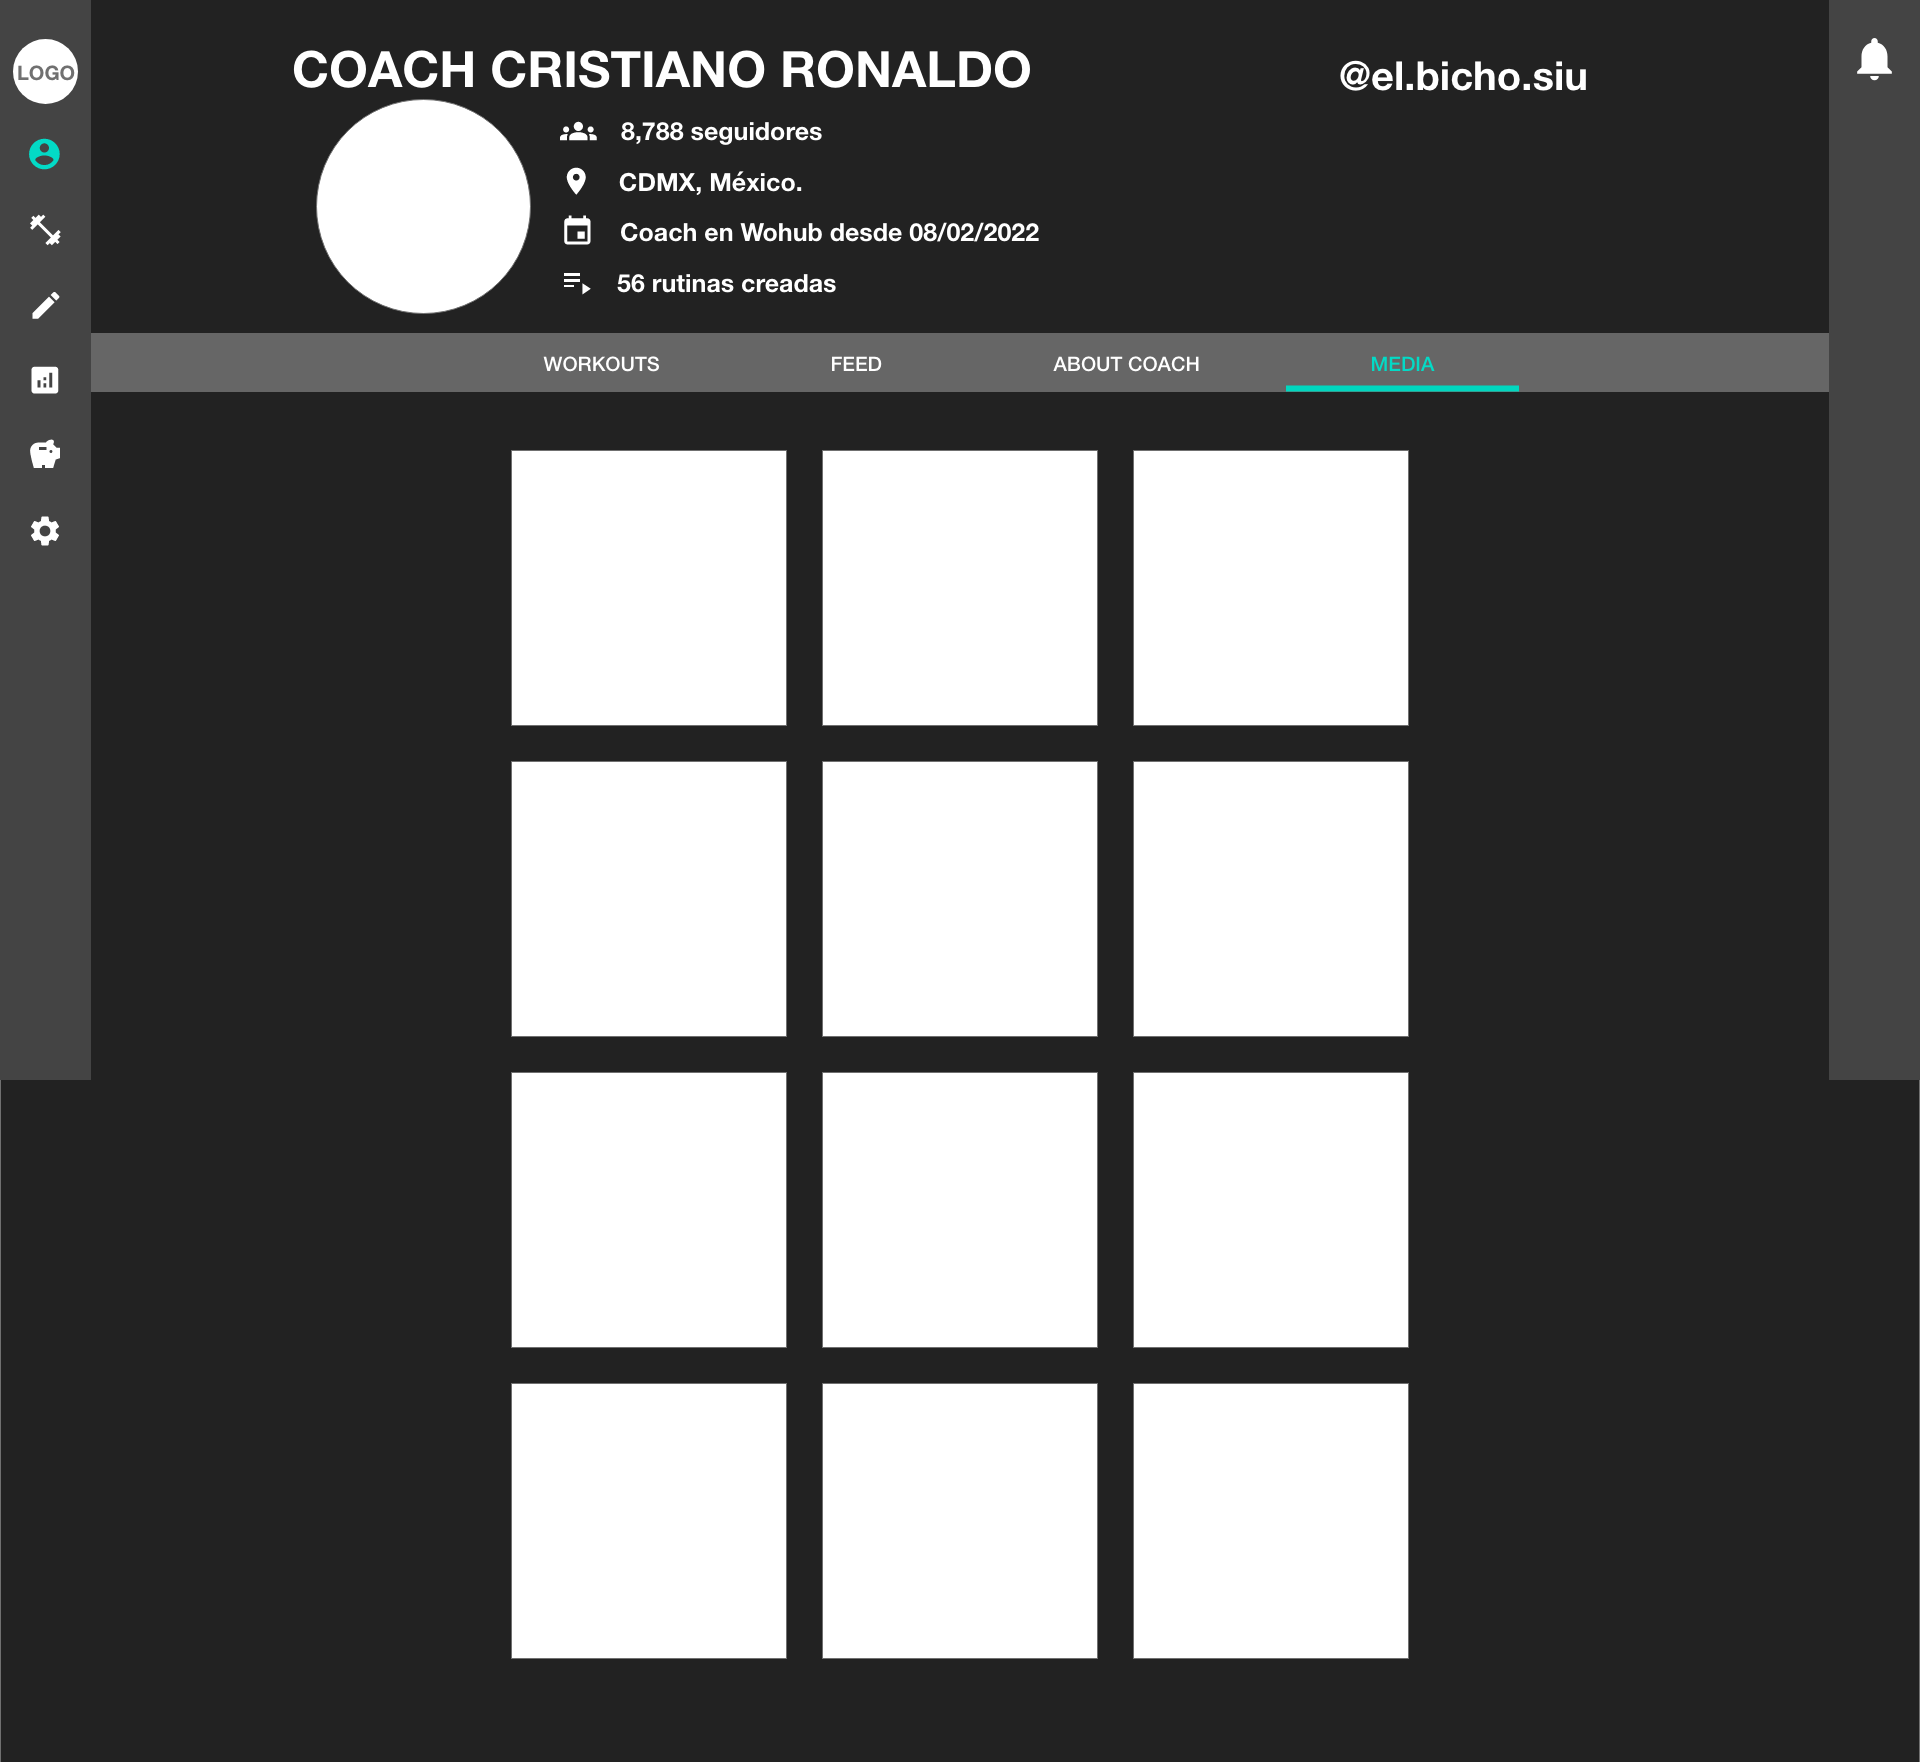 LOGO
COACH CRISTIANO RONALDO
@el.bicho.siu
8,788 seguidores
CDMX, México.
Coach en Wohub desde 08/02/2022
56 rutinas creadas
WORKOUTS
FEED
ABOUT COACH
MEDIA